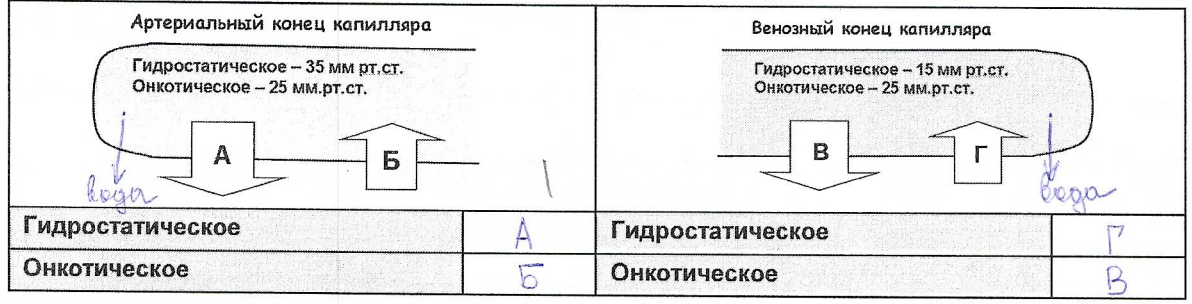 Артериальный конец капилляра
Гидростатическое – 35 мм рт.ст.
Онкотическое – 25 мм.рт.ст.
А
Б
вода
Гидростатическое А
Онкотическое Б
Венозный конец капилляра
Гидростатическое – 15 мм рт.ст.
Онкотическое – 25 мм.рт.ст.
В
Г
вода
Гидростатическое Г
Онкотическое В